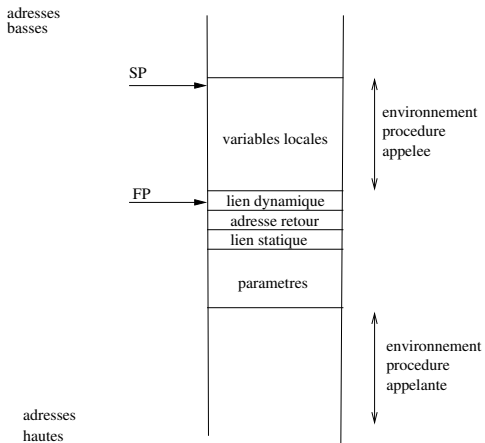 adresses
basses
SP
variables locales
environnement
procedure
appelee
FP
lien dynamique
adresse retour
lien statique
parametres
environnement
procedure
appelante
adresses
hautes